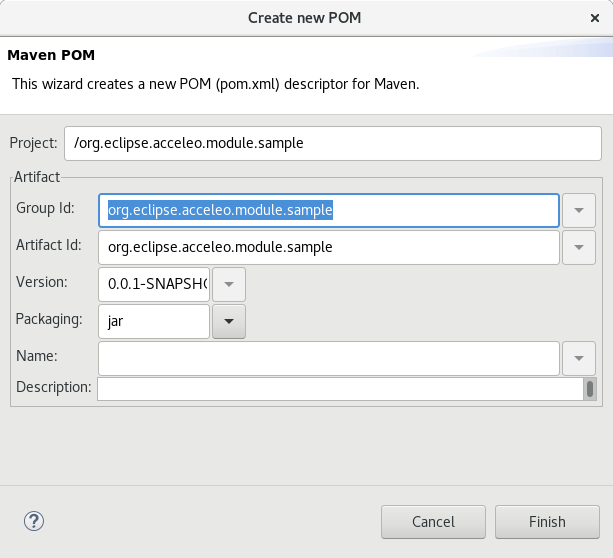 Create new POM
Maven POM
This wizard creates a new POM (pom.xml) descriptor for Maven.
Project: /org.eclipse.acceleo.module.sample
Artifact
Group Id: org.eclipse.acceleo.module.sample
Artifact Id: org.eclipse.acceleo.module.sample
Version: 0.0.1-SNAPSHO
Packaging: jar
Name:
Description:
Cancel Finish